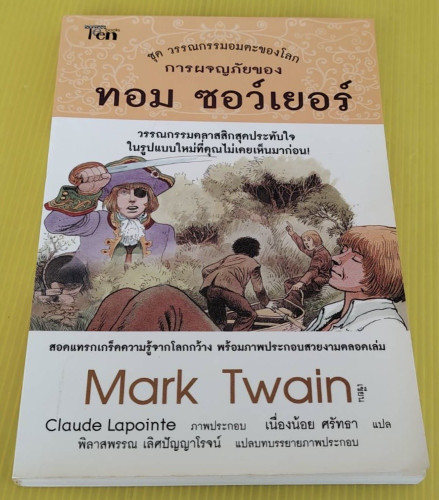 Ten
ชุด วรรณกรรมอมตะของโลก
การผจญภัยของ
ทอม ซอว์เยอร์
วรรณกรรมคลาสสิกสุดประทับใจ
ในรูปแบบใหม่ที่คุณไม่เคยเห็นมาก่อน!
สอดแทรกเกร็ดความรู้จากโลกกว้าง พร้อมภาพประกอบสวยงามตลอดเล่ม
Mark Twain เขียน
Claude Lapointe ภาพประกอบ เนื่องน้อย ศรัทธา แปล
พิลาสพรรณ เลิศปัญญาโรจน์ แปลบทบรรยายภาพประกอบ